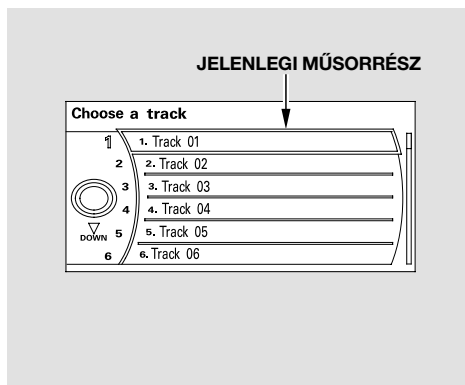 JELENLEGI MŰSORRÉSZ
Choose a track
1 1. Track 01
2 2. Track 02
3 3. Track 03
4 4. Track 04
DOWN 5 5. Track 05
6 6. Track 06